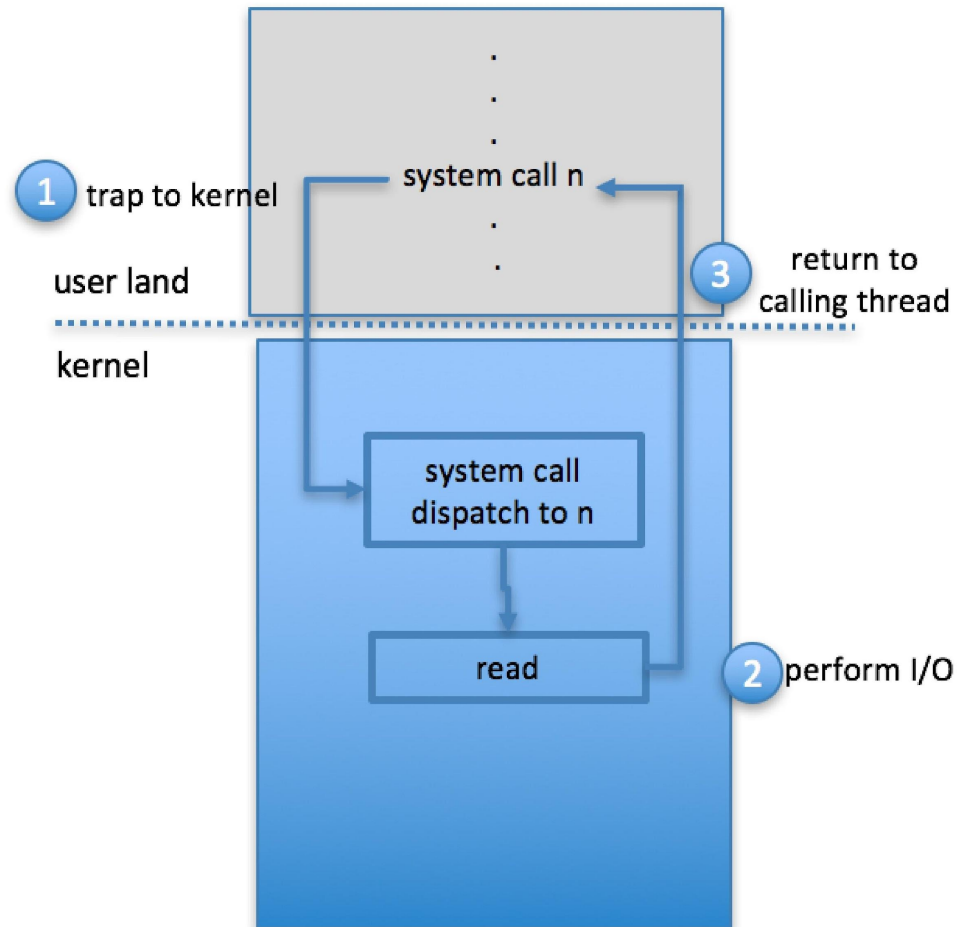 system call n
1 trap to kernel
3
return to
calling thread
user land
kernel
system call
dispatch to n
read
2 perform I/O